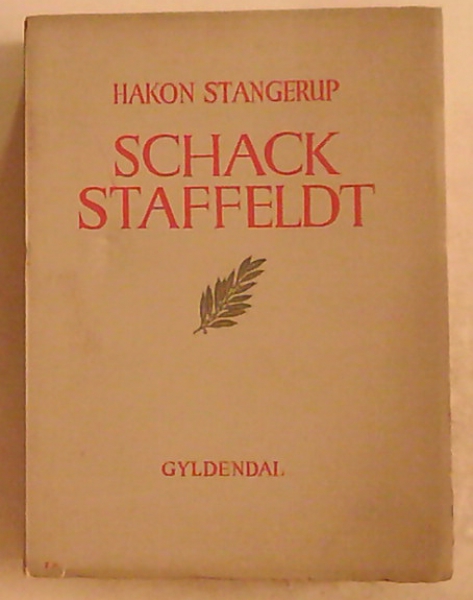 HAKON STANGERUP
SCHACK
STAFFELDT
GYLDENDAL